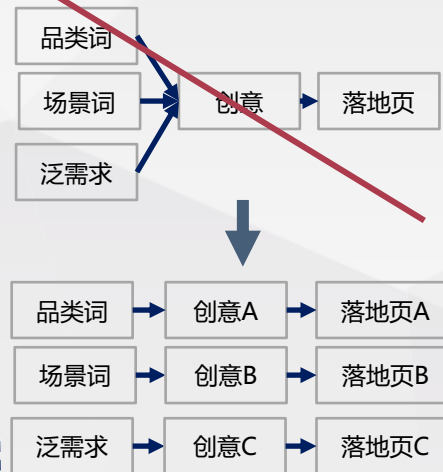 品类词
场景词 创意 落地页
泛需求
品类词 创意A 落地页A
场景词 创意B 落地页B
泛需求 创意C 落地页C